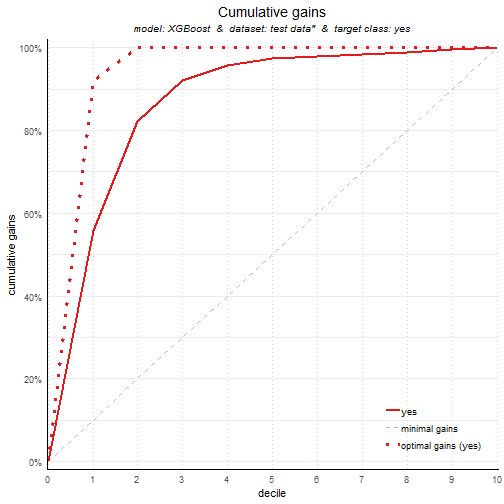 Cumulative gains
model: XGBoost & dataset: test data* & target class: yes
cumulative gains
100%
80%
60%
40%
20%
0%
yes
minimal gains
optimal gains (yes)
0 1 2 3 4 5 6 7 8 9 10
decile